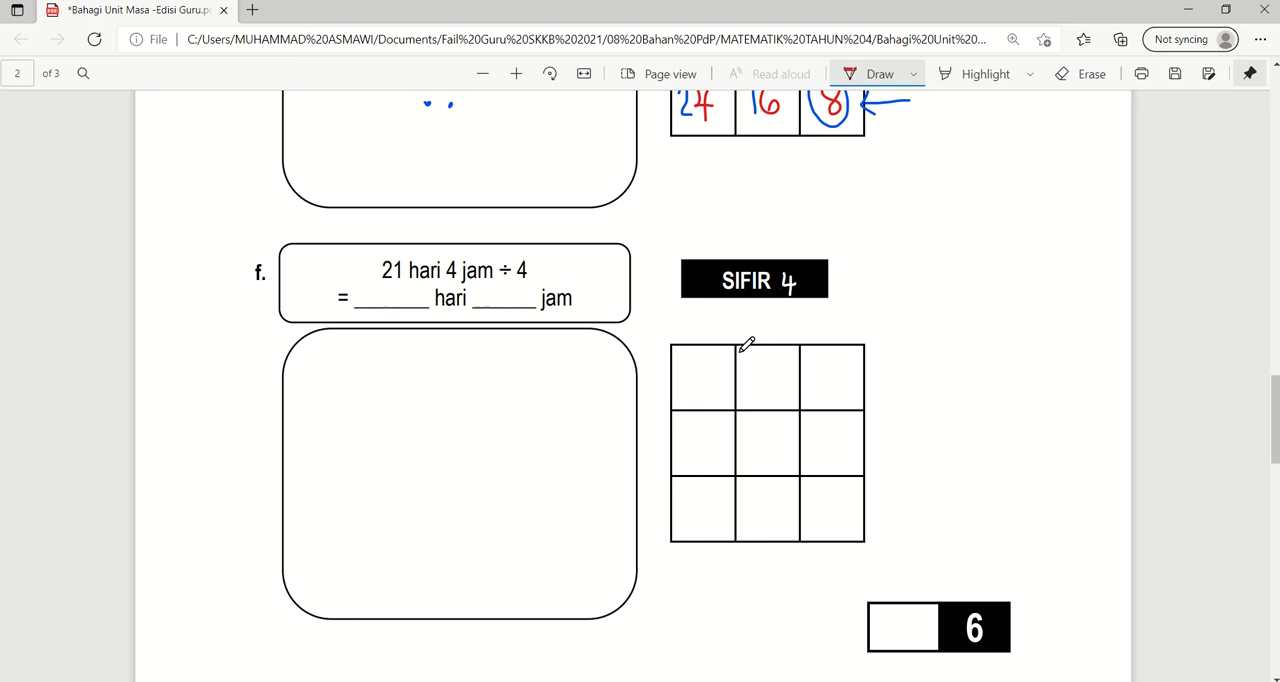 *Bahagi Unit Masa -Edisi Guru.p
File
C:/Users/MUHAMMAD%20ASMAWI/Documents/Fail%20Guru%20SKKB%202021/08%20Bahan%20PdP/MATEMATIK%20TAHUN%204/Bahagi%20Unit%20...
Not syncing
2 of 3
Page view
Read aloud
Draw
Highlight
Erase
24 16 8
f.
21 hari 4 jam ÷ 4
= _______ hari ______ jam
SIFIR 4
6